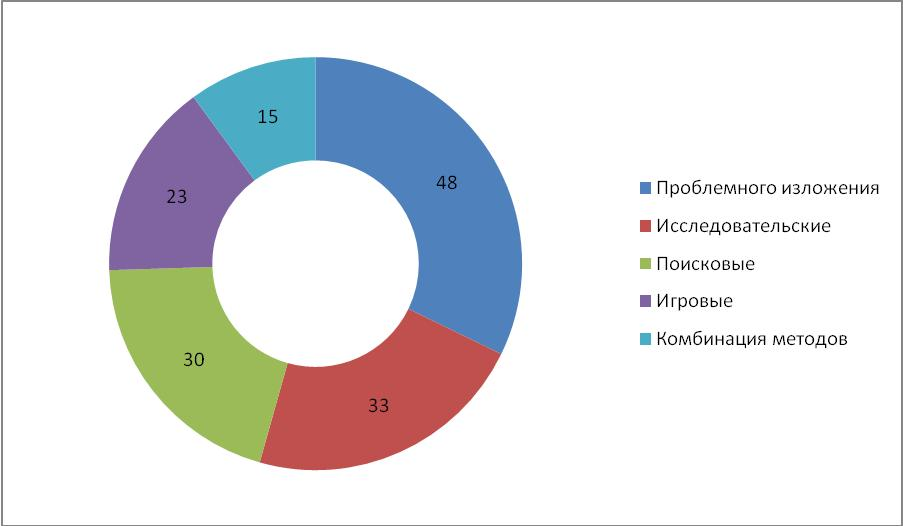 15
48
23
30
33
Проблемного изложения
Исследовательские
Поисковые
Игровые
Комбинация методов